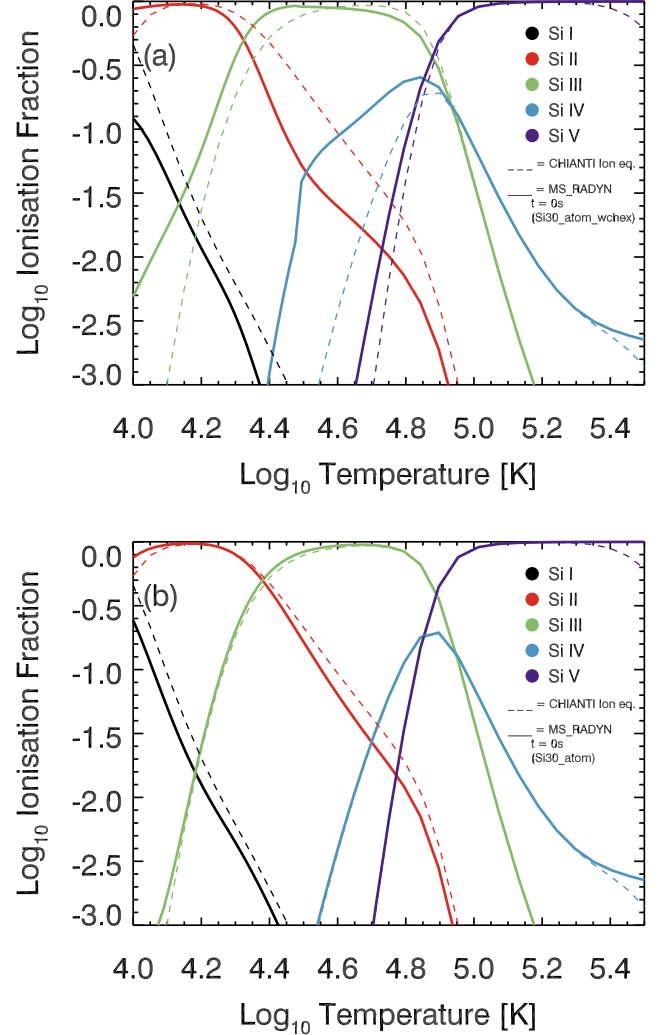 (a)
Log10 Ionisation Fraction
0.0
-0.5
-1.0
-1.5
-2.0
-2.5
-3.0
Si I
Si II
Si III
Si IV
Si V
= CHIANTI Ion eq.
= MS_RADYN
t = 0s
(Si30_atom_wchex)
4.0 4.2 4.4 4.6 4.8 5.0 5.2 5.4
Log10 Temperature [K]
(b)
Log10 Ionisation Fraction
0.0
-0.5
-1.0
-1.5
-2.0
-2.5
-3.0
Si I
Si II
Si III
Si IV
Si V
= CHIANTI Ion eq.
= MS_RADYN
t = 0s
(Si30_atom)
4.0 4.2 4.4 4.6 4.8 5.0 5.2 5.4
Log10 Temperature [K]